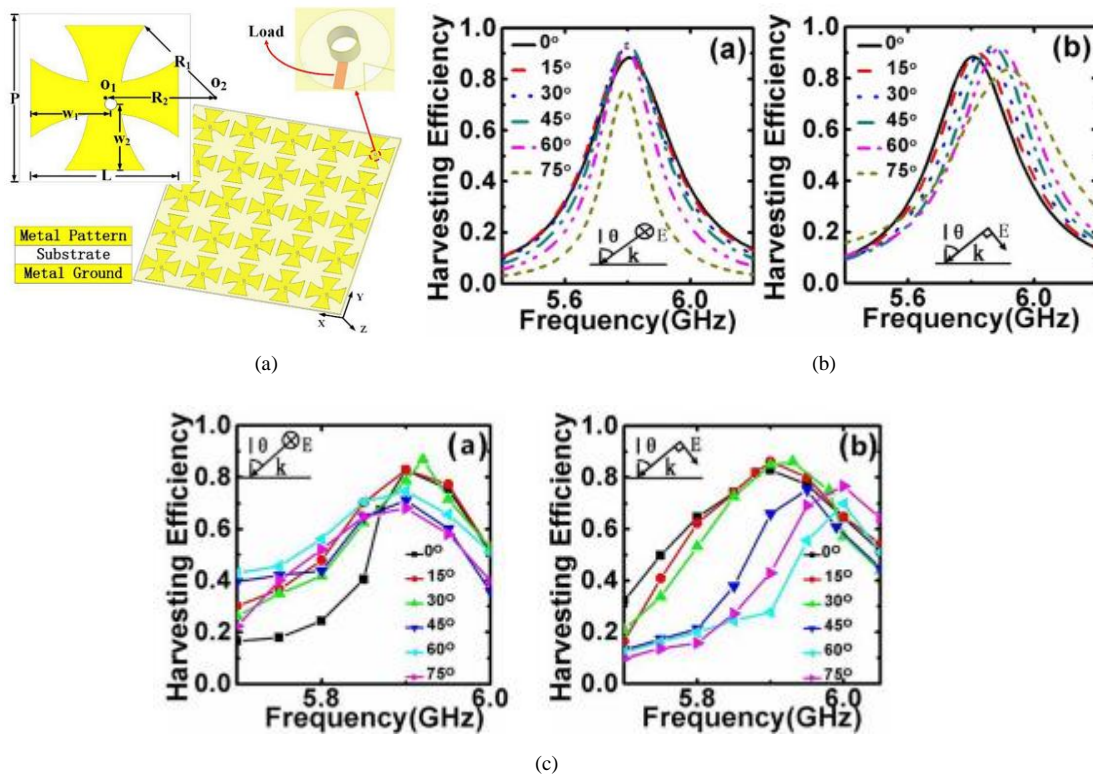 Load
R₁
O₁
O₂
R₂
P
W₁
W₂
L
Metal Pattern
Substrate
Metal Ground
X
Y
Z
(a)
Harvesting Efficiency
1.0
0.8
0.6
0.4
0.2
0.0
0°
15°
30°
45°
60°
75°
(a)
θ
E
k
5.6
6.0
Frequency(GHz)
Harvesting Efficiency
1.0
0.8
0.6
0.4
0.2
0.0
0°
15°
30°
45°
60°
75°
(b)
θ
E
k
5.6
6.0
Frequency(GHz)
(b)
Harvesting Efficiency
1.0
0.8
0.6
0.4
0.2
0.0
θ
E
k
(a)
0°
15°
30°
45°
60°
75°
5.8
6.0
Frequency(GHz)
Harvesting Efficiency
1.0
0.8
0.6
0.4
0.2
0.0
θ
E
k
(b)
0°
15°
30°
45°
60°
75°
5.8
6.0
Frequency(GHz)
(c)